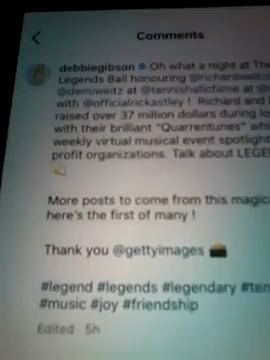 Comments
debbiegibson Oh what a night at The
Legends Ball honouring @richardweitz
@demiweitz at @tennishalloffame at
with @officialrickastley ! Richard and
raised over 37 million dollars during
with their brilliant "Quarrentunes"
weekly virtual musical event spotlight
profit organizations. Talk about
More posts to come from this magic
here's the first of many !
Thank you @gettyimages 📸
#legend #legends #legendary #ten
#music #joy #friendship
Edited 5h